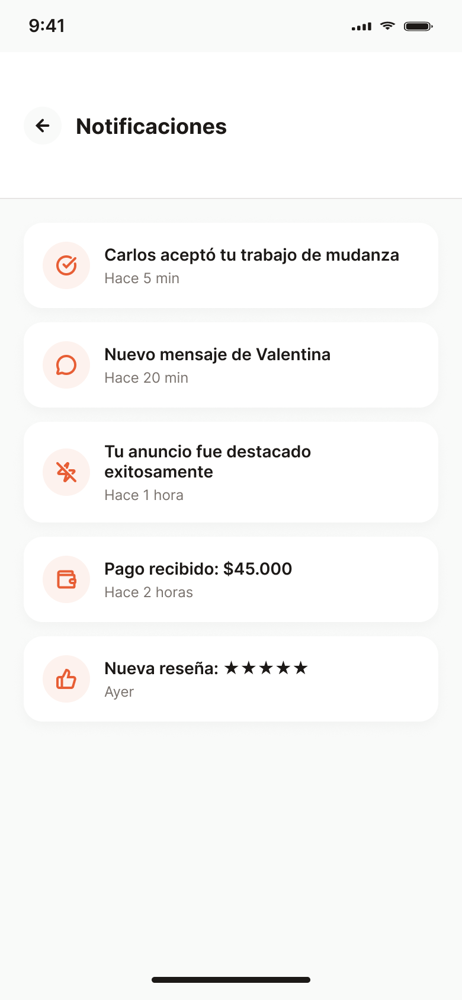 9:41
Notificaciones
Carlos aceptó tu trabajo de mudanza
Hace 5 min
Nuevo mensaje de Valentina
Hace 20 min
Tu anuncio fue destacado
exitosamente
Hace 1 hora
Pago recibido: $45.000
Hace 2 horas
Nueva reseña: ★★★★★
Ayer